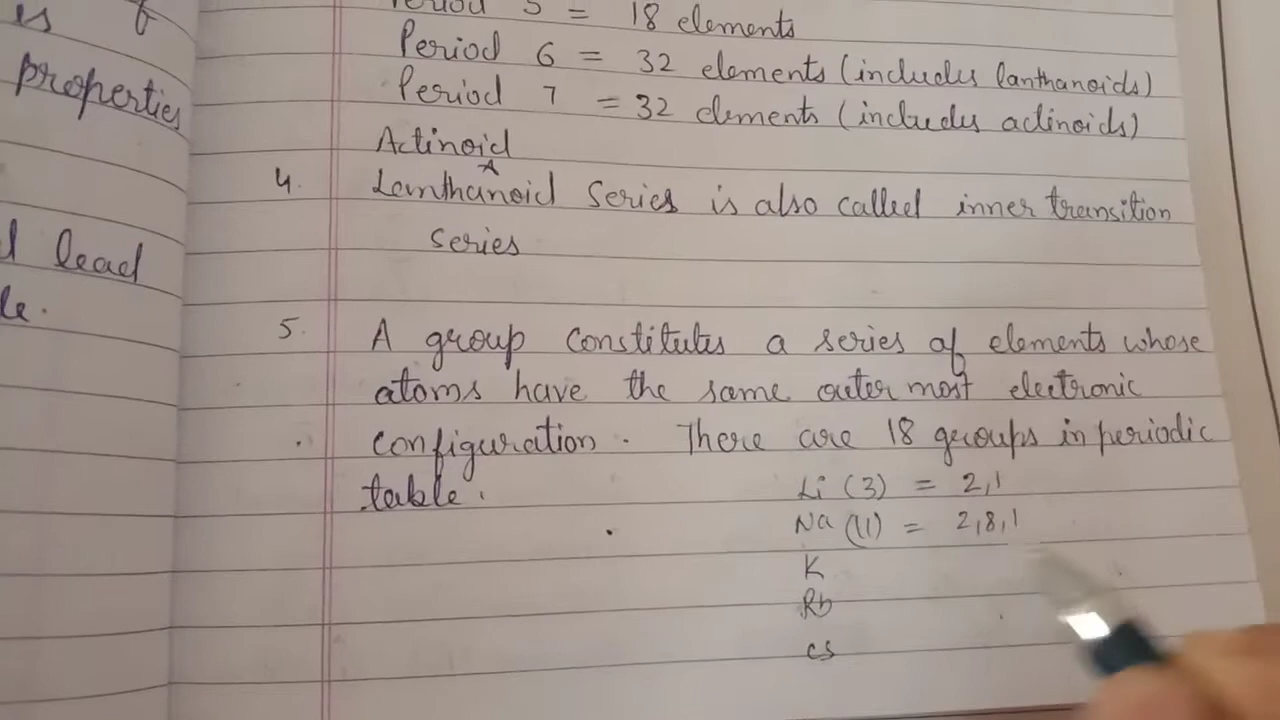 is of
properties
lead
le.
Period 5 = 18 elements
Period 6 = 32 elements (includes lanthanoids)
Period 7 = 32 elements (includes actinoids)
Actinoid
4. Lanthanoid series is also called inner transition
series
5. A group constitutes a series of elements whose
atoms have the same outer most electronic
configuration. There are 18 groups in periodic
table.
Li (3) = 2,1
Na (11) = 2,8,1
K
Rb
cs